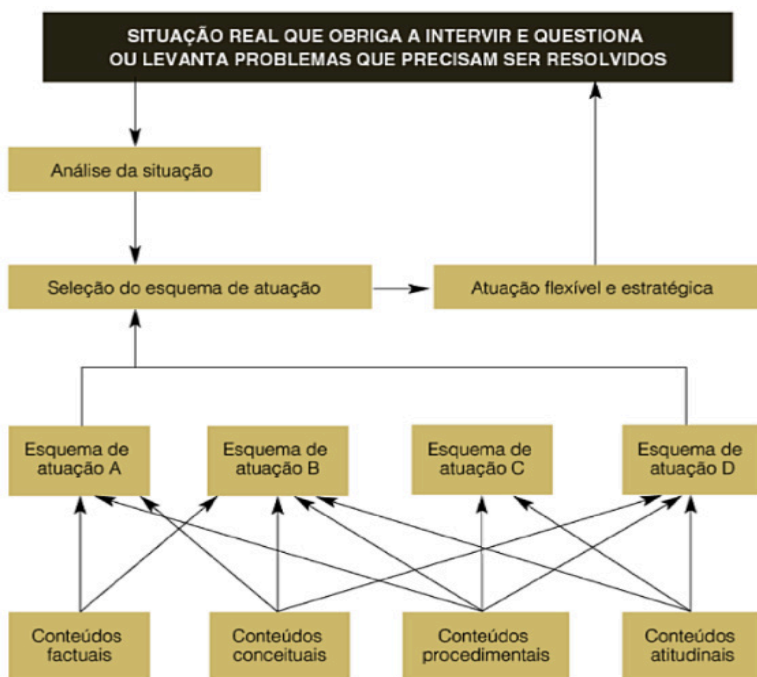 SITUAÇÃO REAL QUE OBRIGA A INTERVIR E QUESTIONA
OU LEVANTA PROBLEMAS QUE PRECISAM SER RESOLVIDOS
Análise da situação
Seleção do esquema de atuação
Atuação flexível e estratégica
Esquema de
atuação A
Esquema de
atuação B
Esquema de
atuação C
Esquema de
atuação D
Conteúdos
factuais
Conteúdos
conceituais
Conteúdos
procedimentais
Conteúdos
atitudinais